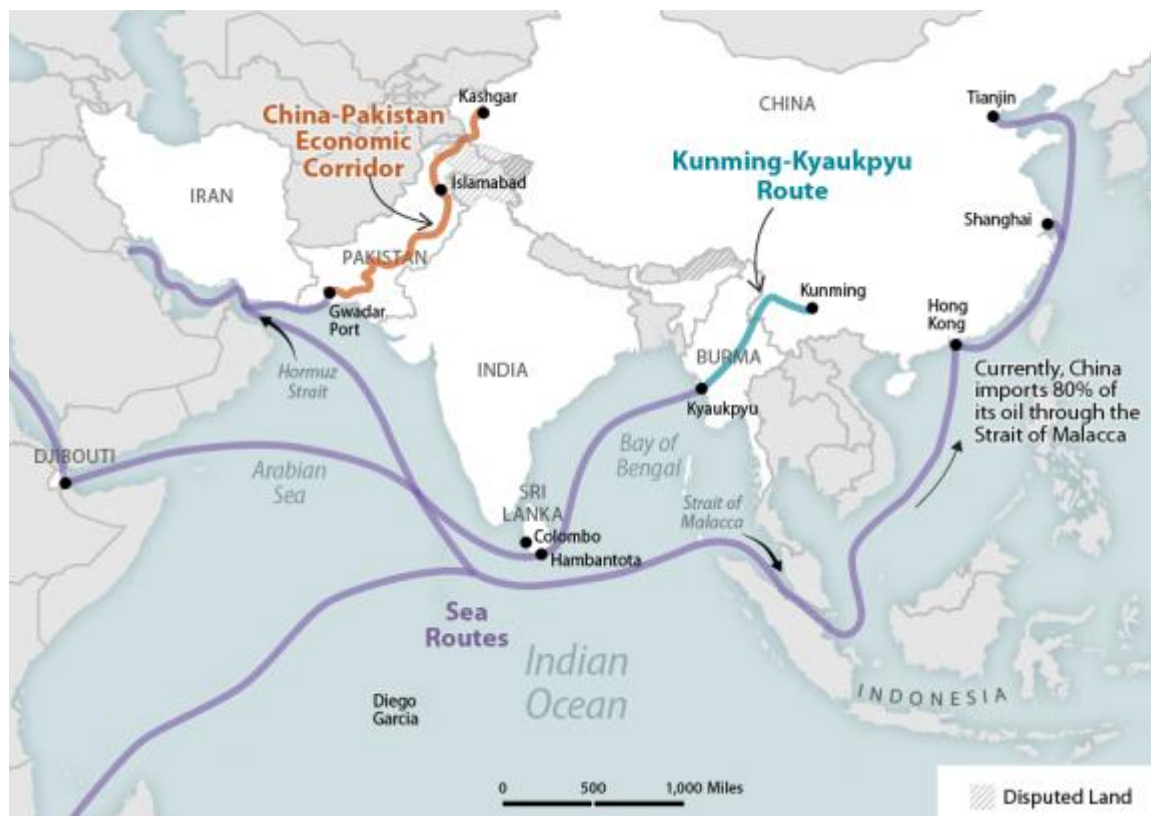 Kashgar
China-Pakistan
Economic
Corridor
CHINA
Tianjin
Kunming-Kyaukpyu
Route
Islamabad
IRAN
Shanghai
PAKISTAN
Gwadar
Port
Kunming
Hong
Kong
Hormuz
Strait
INDIA
BURMA
Kyaukpyu
Currently, China
imports 80% of
its oil through the
Strait of Malacca
DJIBOUTI
Arabian
Sea
Bay of
Bengal
SRI
LANKA
Colombo
Hambantota
Strait of
Malacca
Sea
Routes
Indian
Ocean
Diego
Garcia
INDONESIA
0 500 1,000 Miles
Disputed Land